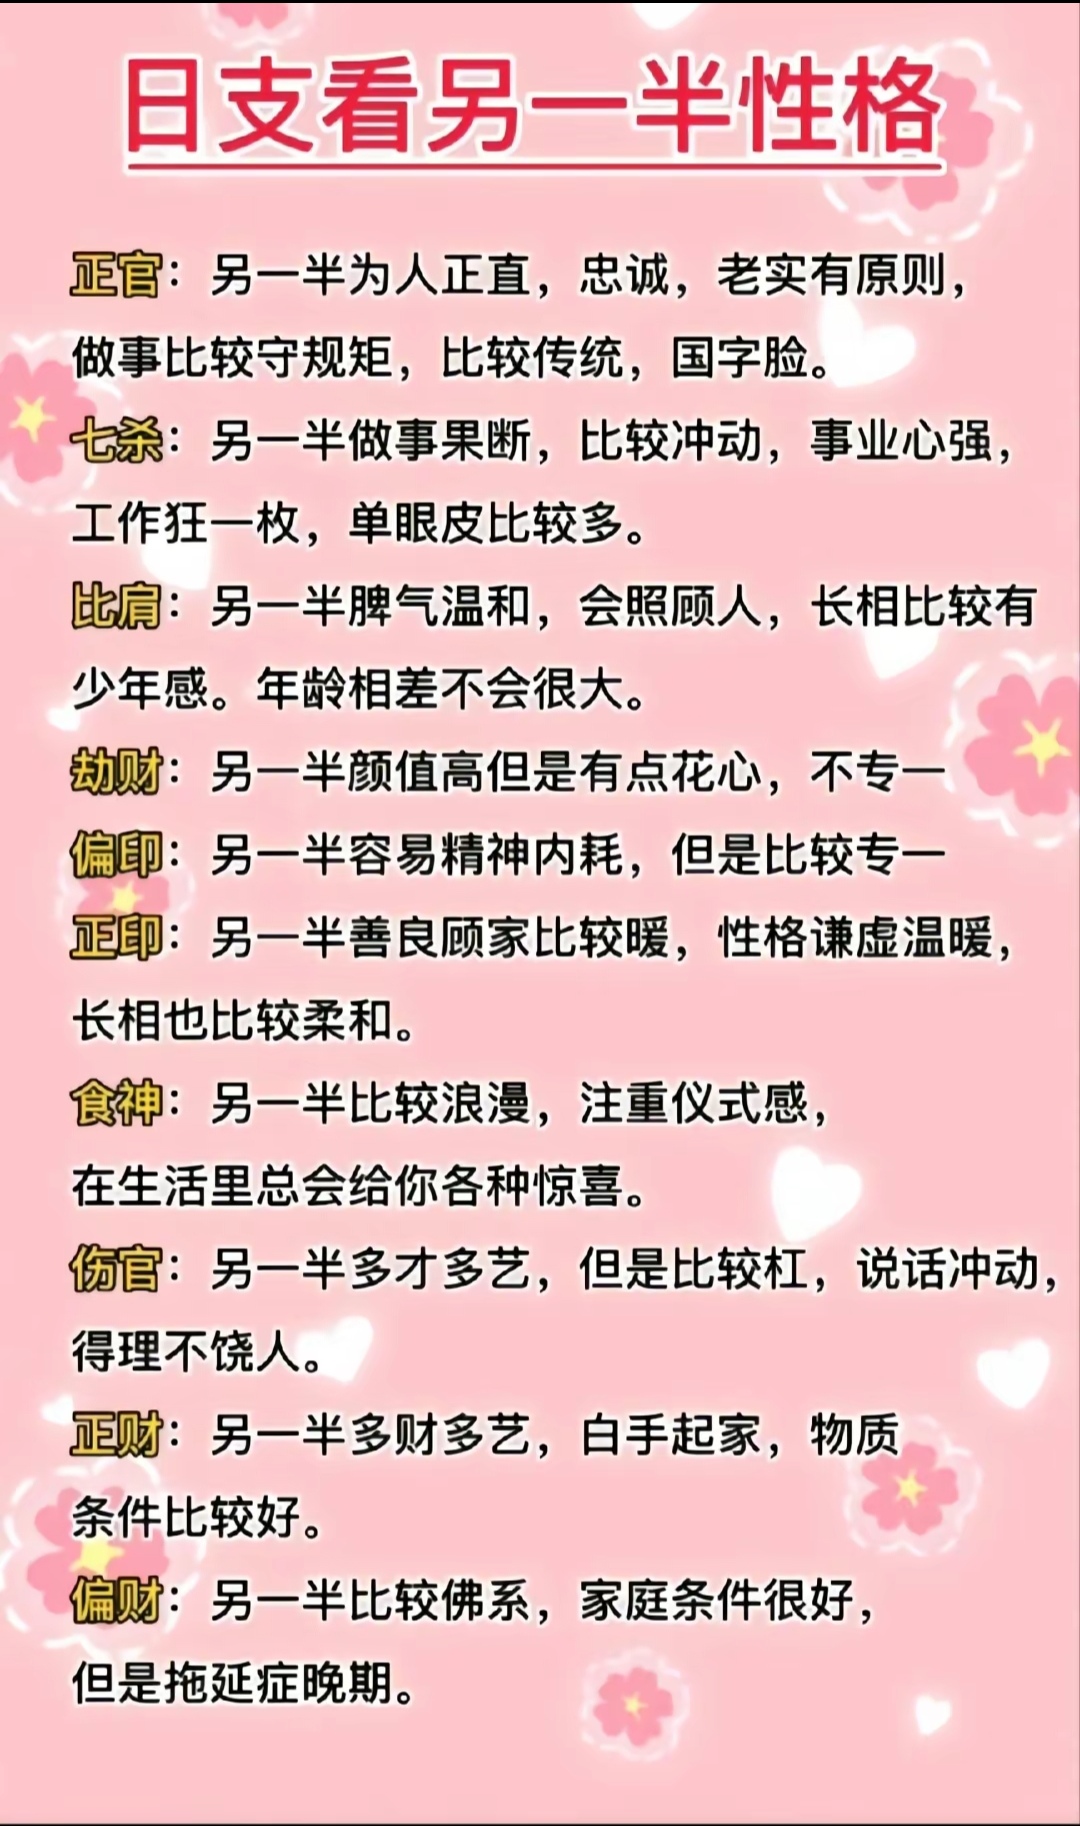 日支看另一半性格
正官：另一半为人正直，忠诚，老实有原则，
做事比较守规矩，比较传统，国字脸。
七杀：另一半做事果断，比较冲动，事业心强，
工作狂一枚，单眼皮比较多。
比肩：另一半脾气温和，会照顾人，长相比较有
少年感。年龄相差不会很大。
劫财：另一半颜值高但是有点花心，不专一
偏印：另一半容易精神内耗，但是比较专一
正印：另一半善良顾家比较暖，性格谦虚温暖，
长相也比较柔和。
食神：另一半比较浪漫，注重仪式感，
在生活里总会给你各种惊喜。
伤官：另一半多才多艺，但是比较杠，说话冲动，
得理不饶人。
正财：另一半多财多艺，白手起家，物质
条件比较好。
偏财：另一半比较佛系，家庭条件很好，
但是拖延症晚期。